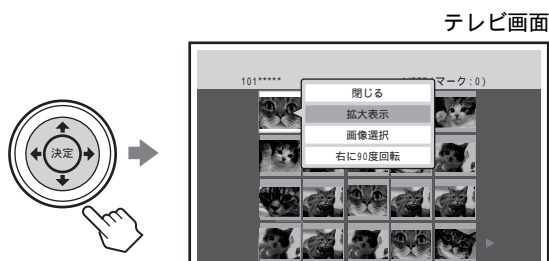 テレビ画面
101*****
マーク:0)
閉じる
拡大表示
画像選択
右に90度回転
決定